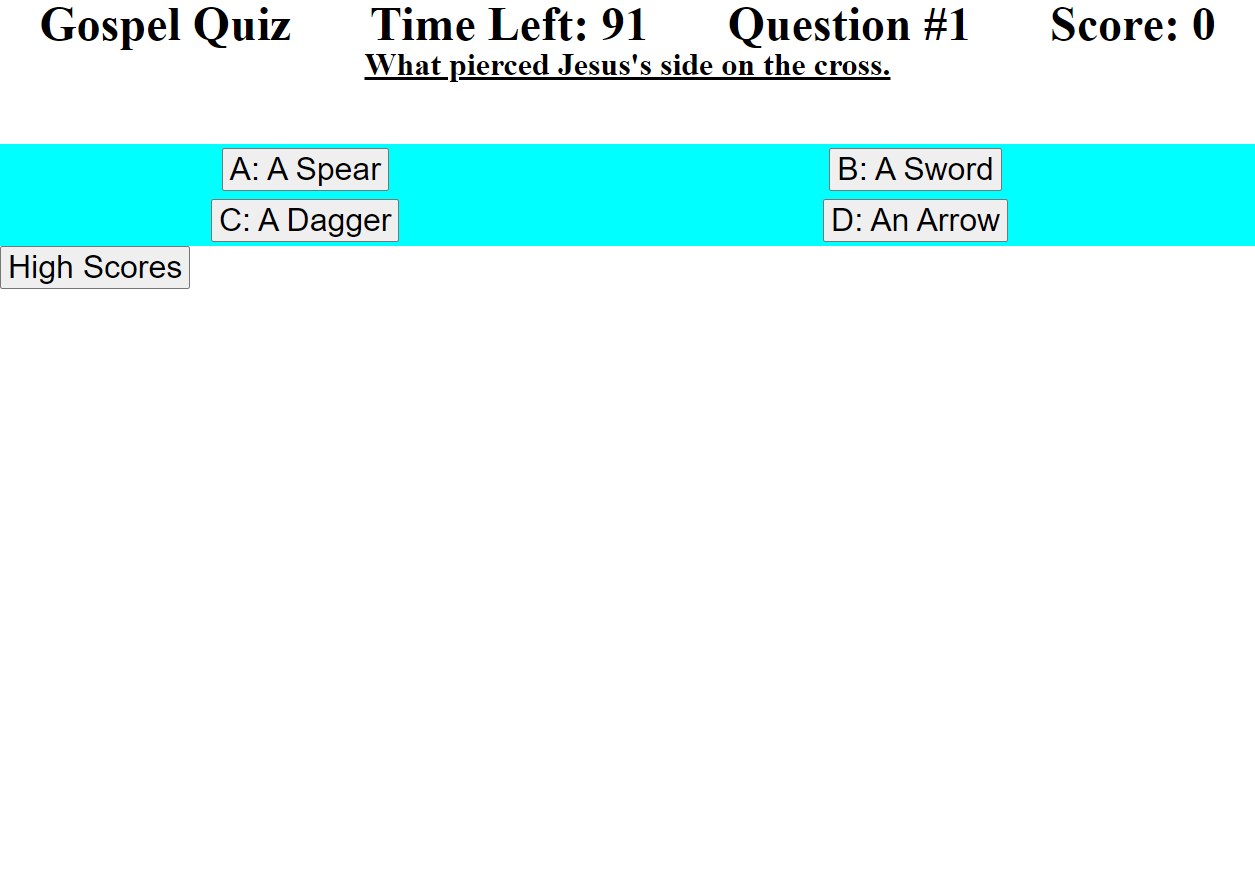 Gospel Quiz Time Left: 91 Question #1 Score: 0
What pierced Jesus's side on the cross.
A: A Spear B: A Sword
C: A Dagger D: An Arrow
High Scores